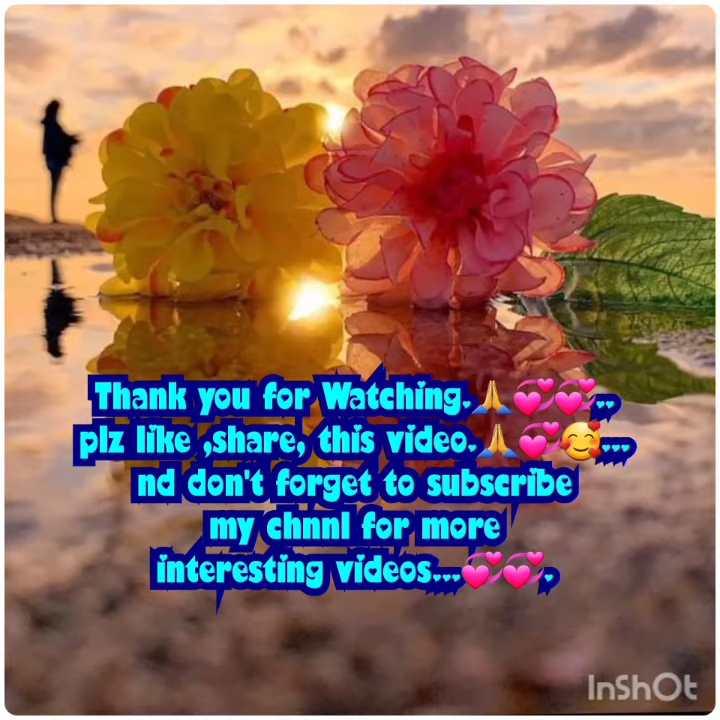 Thank you for Watching.🙏💞💞,,
plz like ,share, this video.🙏💞🥰,,,
nd don't forget to subscribe
my chnnl for more
interesting videos,,,💞💞,
InShOt